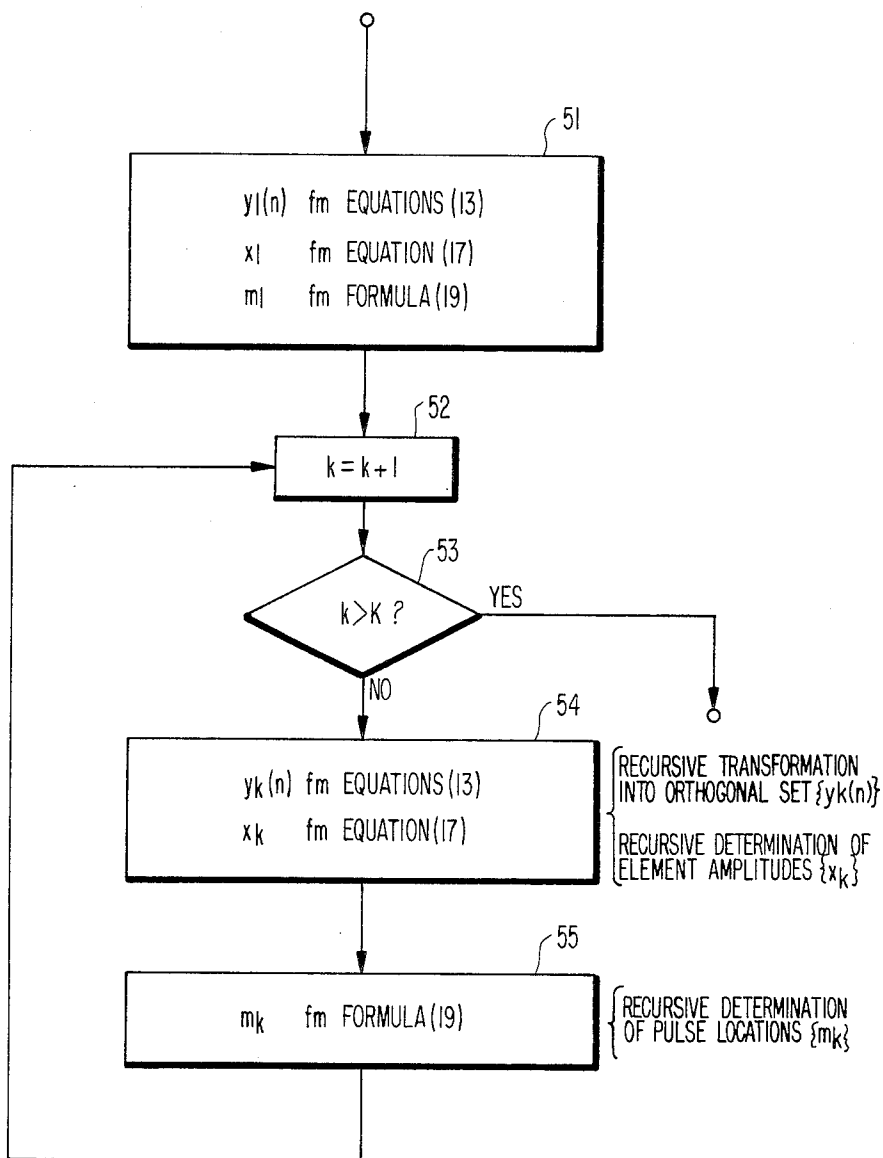 51
y1(n) fm EQUATIONS (13)
x1 fm EQUATION (17)
m1 fm FORMULA (19)
52
k = k + 1
53
k > K ?
YES
NO
54
yk(n) fm EQUATIONS (13)
xk fm EQUATION (17)
RECURSIVE TRANSFORMATION
INTO ORTHOGONAL SET {yk(n)}
RECURSIVE DETERMINATION OF
ELEMENT AMPLITUDES {xk}
55
mk fm FORMULA (19)
RECURSIVE DETERMINATION
OF PULSE LOCATIONS {mk}